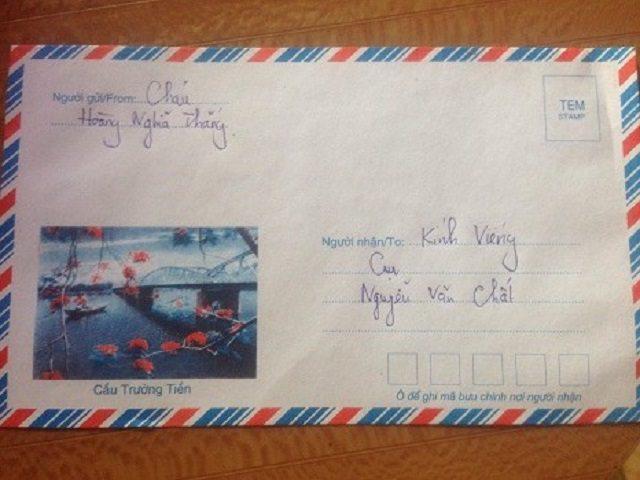 Người gửi/From: Cháu
Hoàng Nghĩa Thắng
TEM
STAMP
Người nhận/To: Kính Viếng
Cụ
Nguyễn Văn Chất
Cầu Trường Tiền
Ô để ghi mã bưu chính nơi người nhận